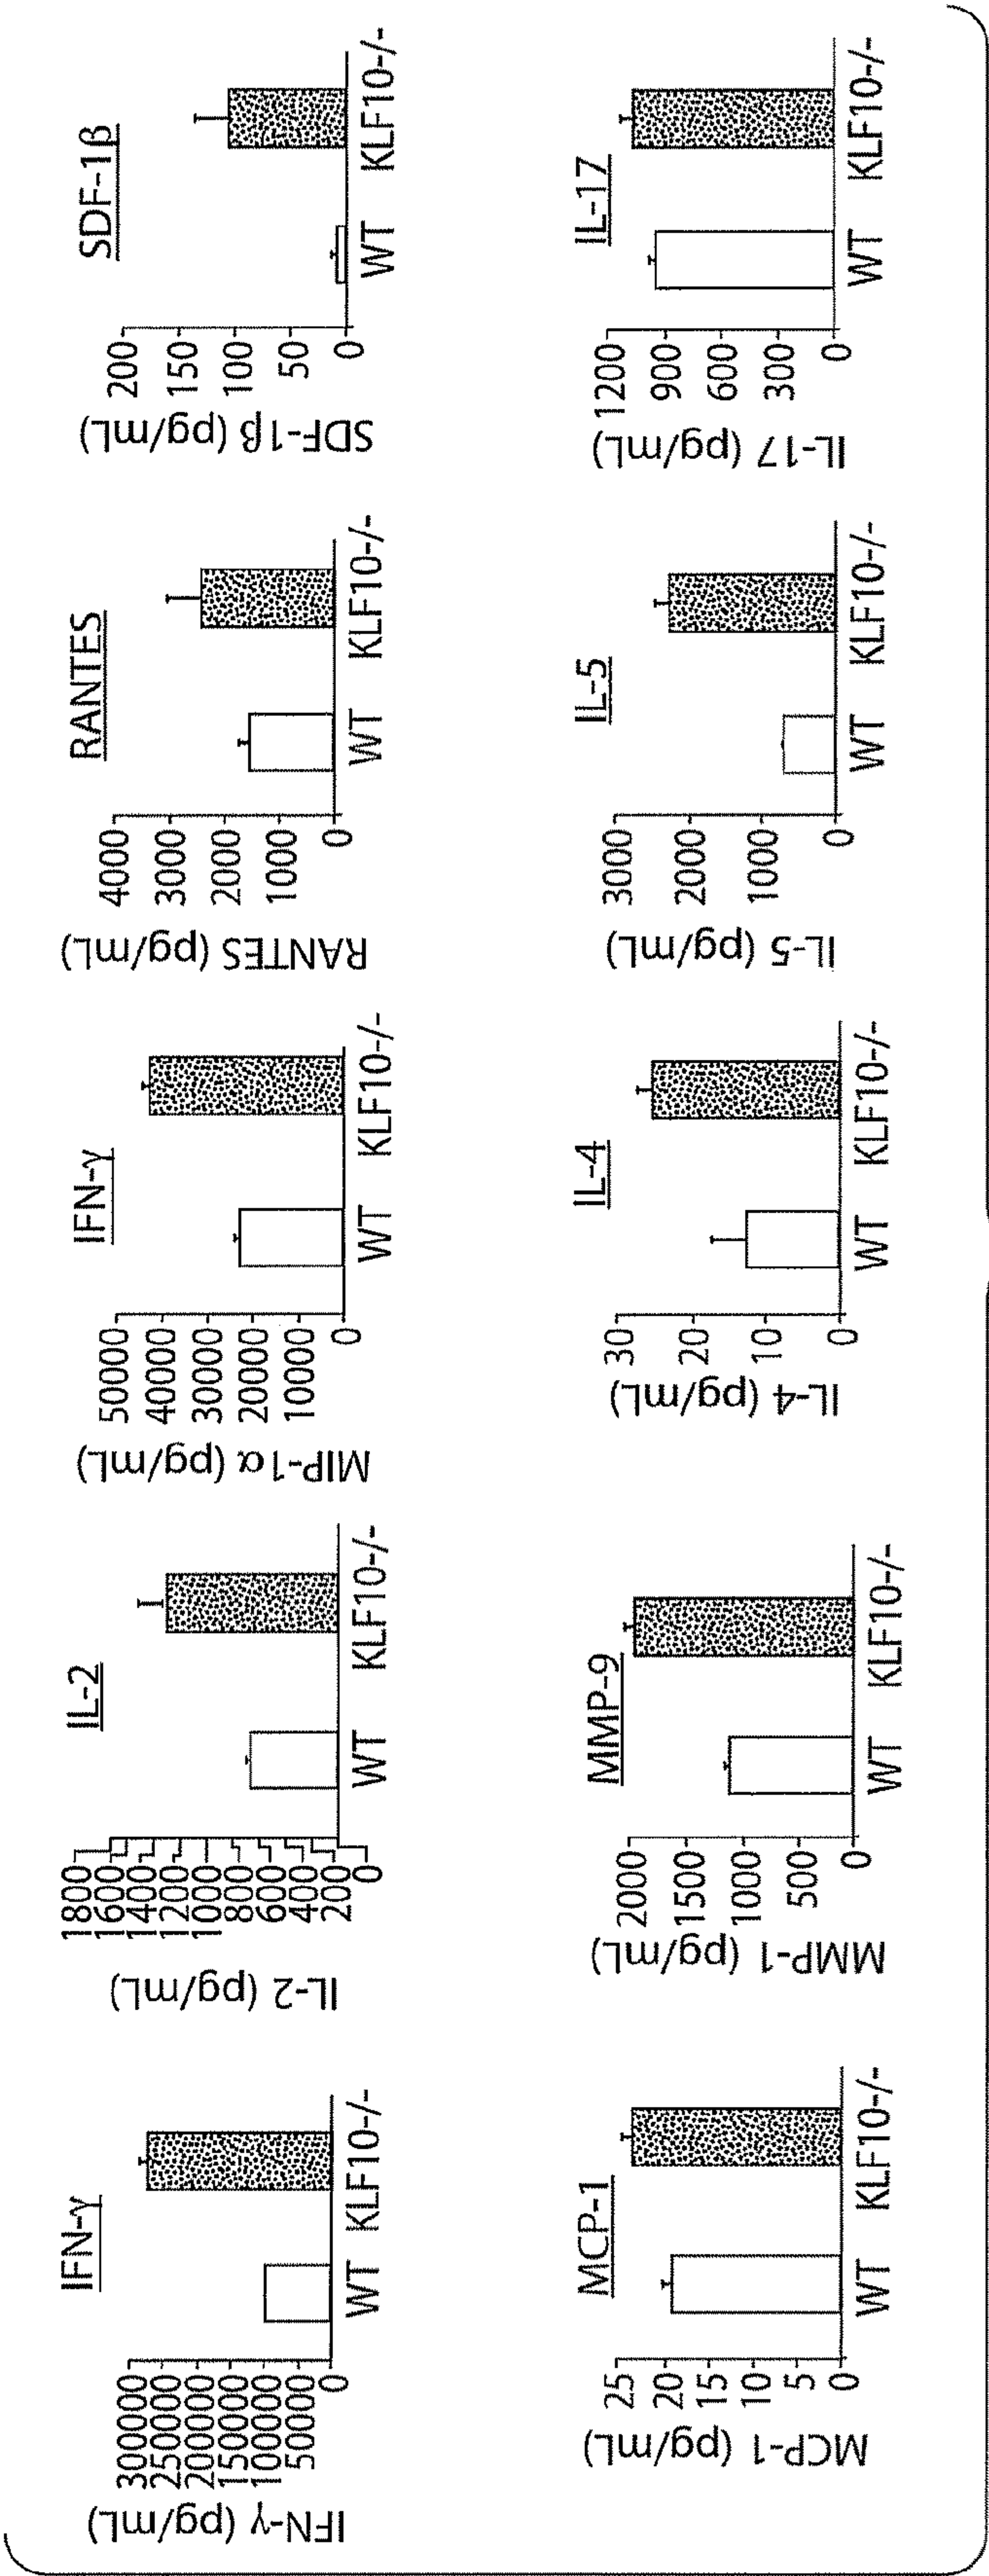 IFN-γ
IFN-γ (pg/mL)
300000
250000
200000
150000
100000
50000
0
WT
KLF10-/-
IL-2
IL-2 (pg/mL)
1800
1600
1400
1200
1000
800
600
400
200
0
WT
KLF10-/-
IFN-γ
MIP-1α (pg/mL)
50000
40000
30000
20000
10000
0
WT
KLF10-/-
RANTES
RANTES (pg/mL)
4000
3000
2000
1000
0
WT
KLF10-/-
SDF-1β
SDF-1β (pg/mL)
200
150
100
50
0
WT
KLF10-/-
MCP-1
MCP-1 (pg/mL)
25
20
15
10
5
0
WT
KLF10-/-
MMP-9
MMP-1 (pg/mL)
2000
1500
1000
500
0
WT
KLF10-/-
IL-4
IL-4 (pg/mL)
30
20
10
0
WT
KLF10-/-
IL-5
IL-5 (pg/mL)
3000
2000
1000
0
WT
KLF10-/-
IL-17
IL-17 (pg/mL)
1200
900
600
300
0
WT
KLF10-/-